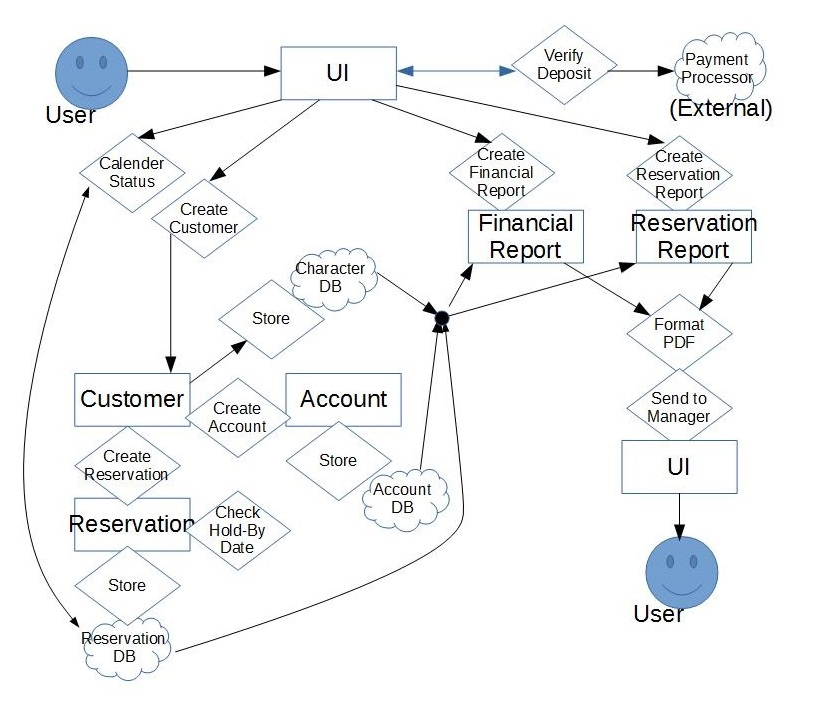 User
UI
Verify
Deposit
Payment
Processor
(External)
Calender
Status
Create
Customer
Create
Financial
Report
Create
Reservation
Report
Financial
Report
Reservation
Report
Character
DB
Store
Format
PDF
Customer
Create
Account
Account
Send to
Manager
Create
Reservation
Store
UI
Account
DB
Reservation
Check
Hold-By
Date
Store
User
Reservation
DB